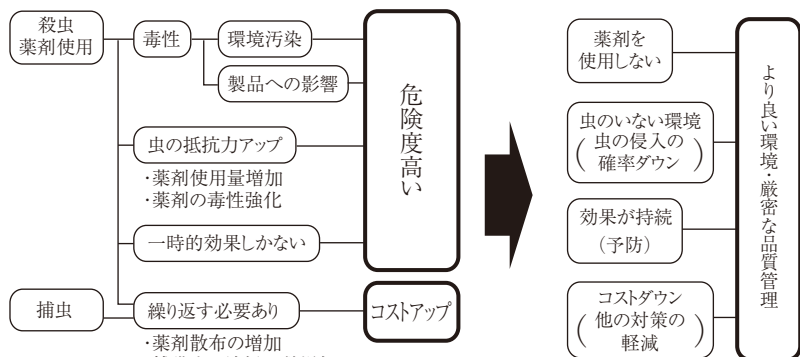 殺虫
薬剤使用
毒性
環境汚染
製品への影響
虫の抵抗力アップ
・薬剤使用量増加
・薬剤の毒性強化
一時的効果しかない
捕虫
繰り返す必要あり
・薬剤散布の増加
危険度高い
コストアップ
薬剤を
使用しない
虫のいない環境
(虫の侵入の
確率ダウン)
効果が持続
(予防)
コストダウン
(他の対策の
軽減)
より良い環境・厳密な品質管理